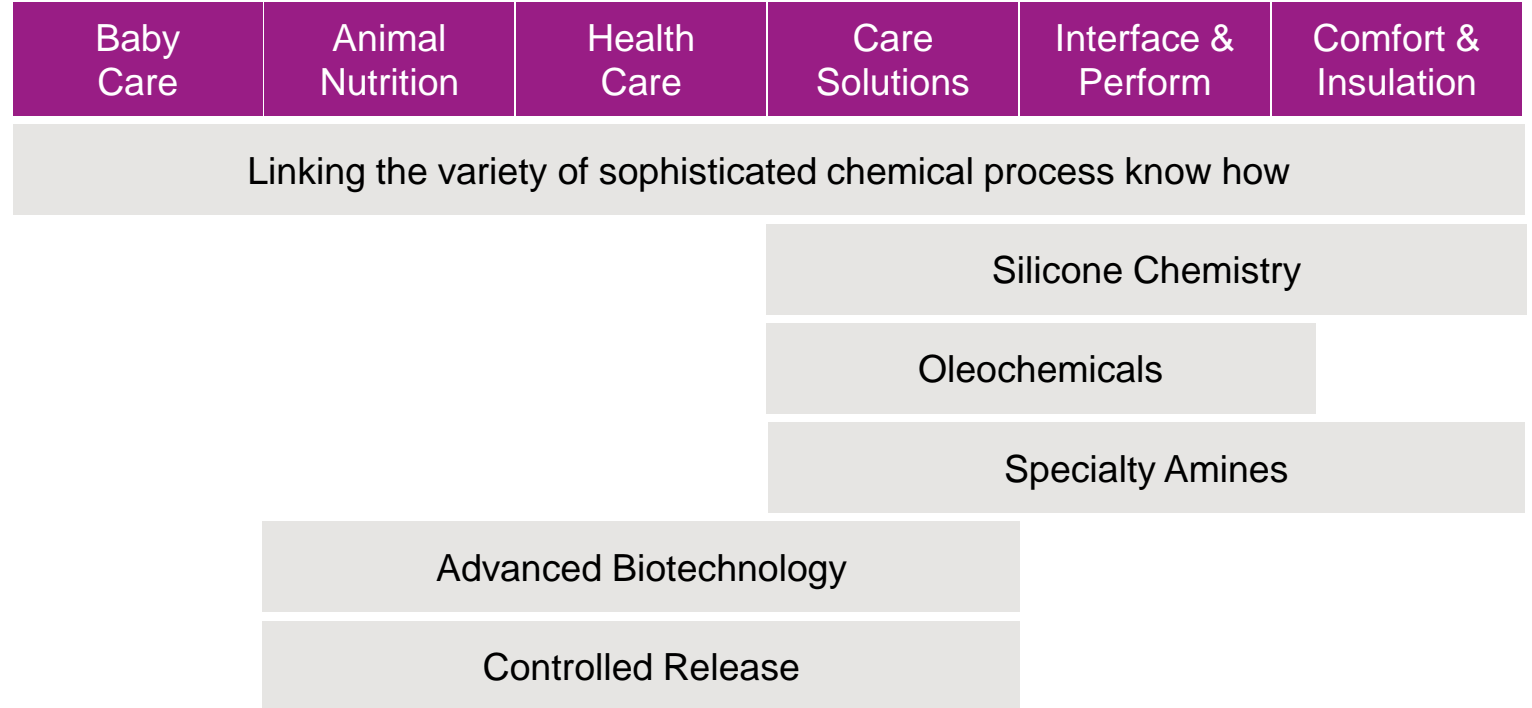 Baby
Care
Animal
Nutrition
Health
Care
Care
Solutions
Interface &
Perform
Comfort &
Insulation
Linking the variety of sophisticated chemical process know how
Silicone Chemistry
Oleochemicals
Specialty Amines
Advanced Biotechnology
Controlled Release